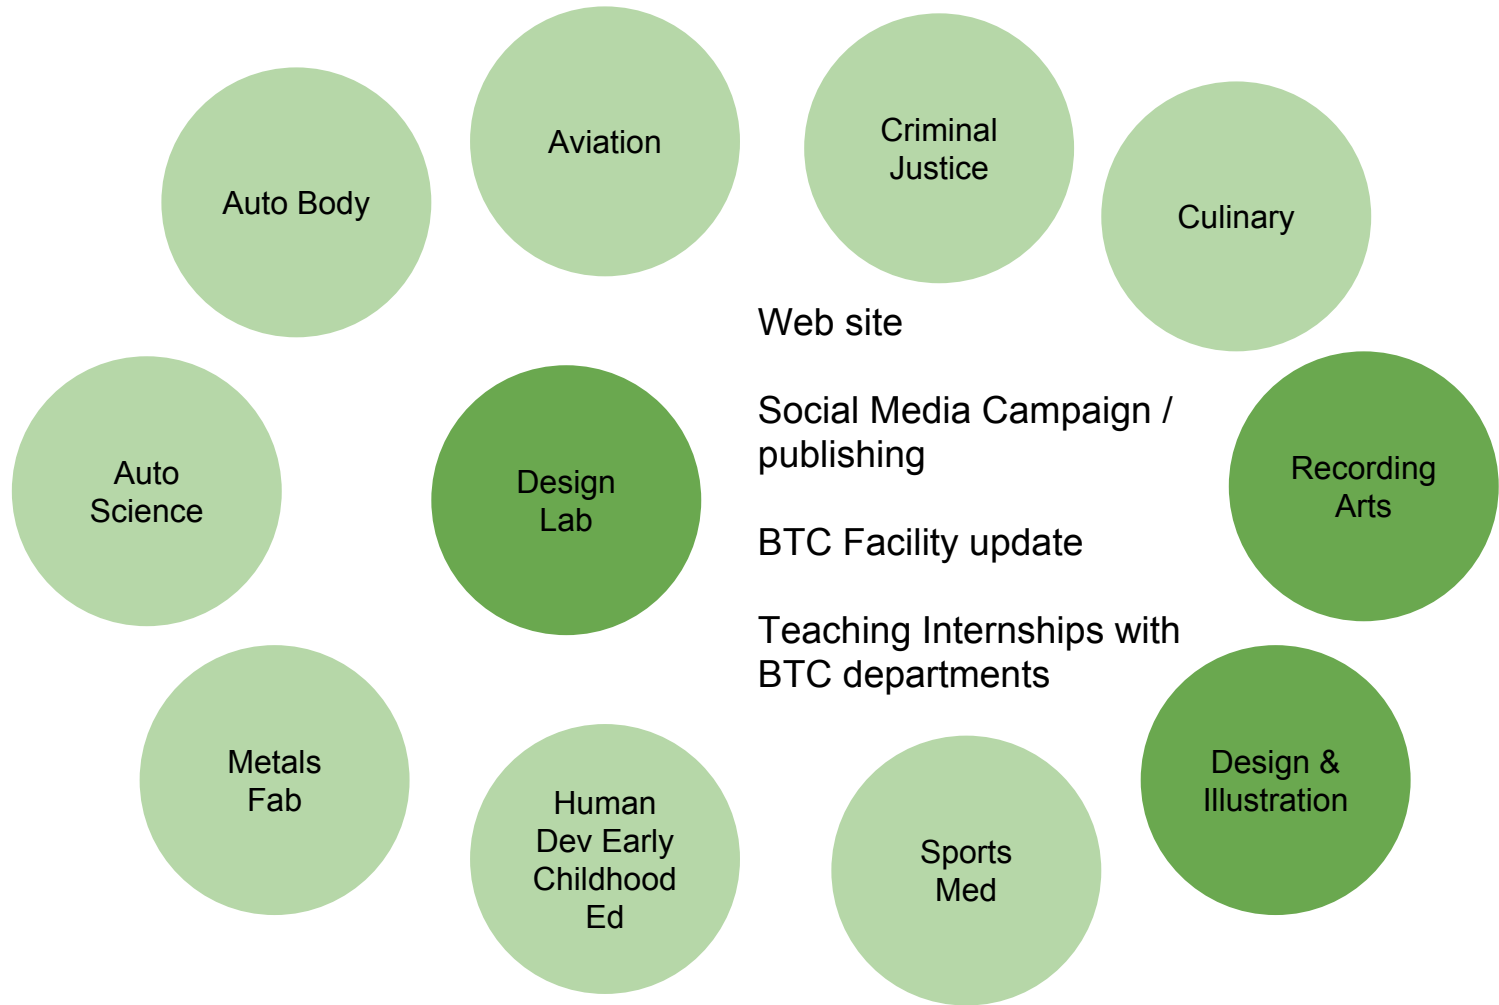 Aviation
Criminal
Justice
Auto Body
Culinary
Web site
Social Media Campaign /
publishing
BTC Facility update
Teaching Internships with
BTC departments
Auto
Science
Design
Lab
Recording
Arts
Metals
Fab
Human
Dev Early
Childhood
Ed
Sports
Med
Design &
Illustration